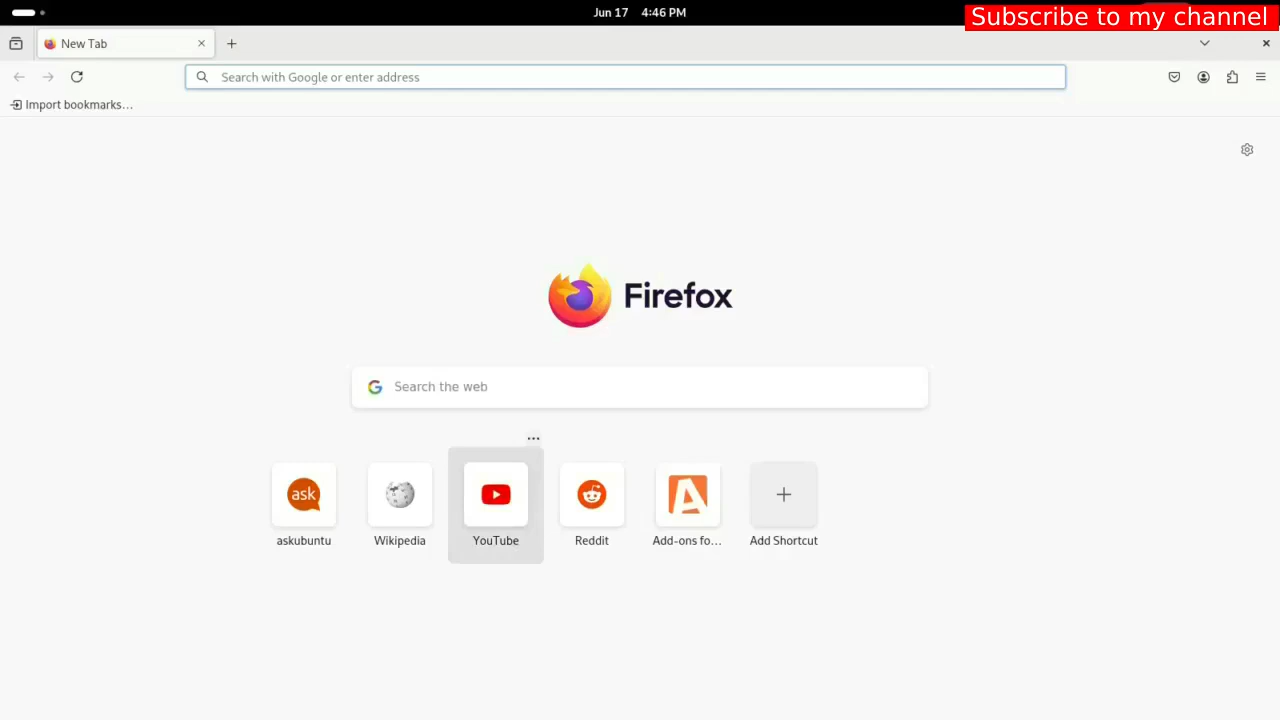 Jun 17 4:46 PM
Subscribe to my channel
New Tab
Search with Google or enter address
Import bookmarks...
Firefox
Search the web
ask
askubuntu
Wikipedia
YouTube
Reddit
Add-ons fo...
Add Shortcut